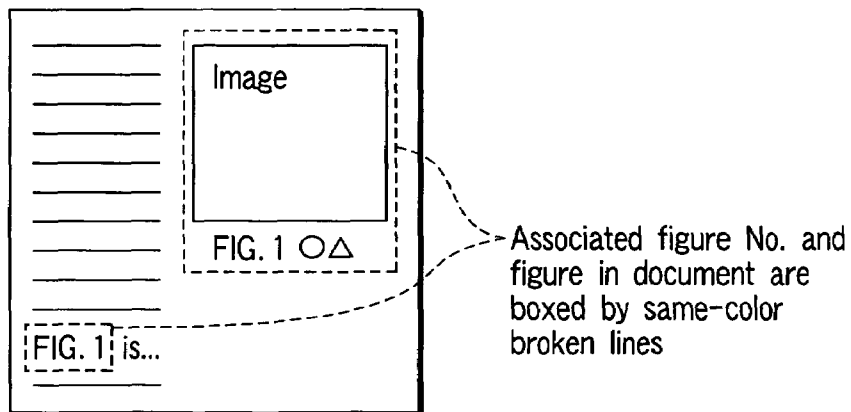 Image
FIG. 1 ○△
FIG. 1 is...
Associated figure No. and
figure in document are
boxed by same-color
broken lines